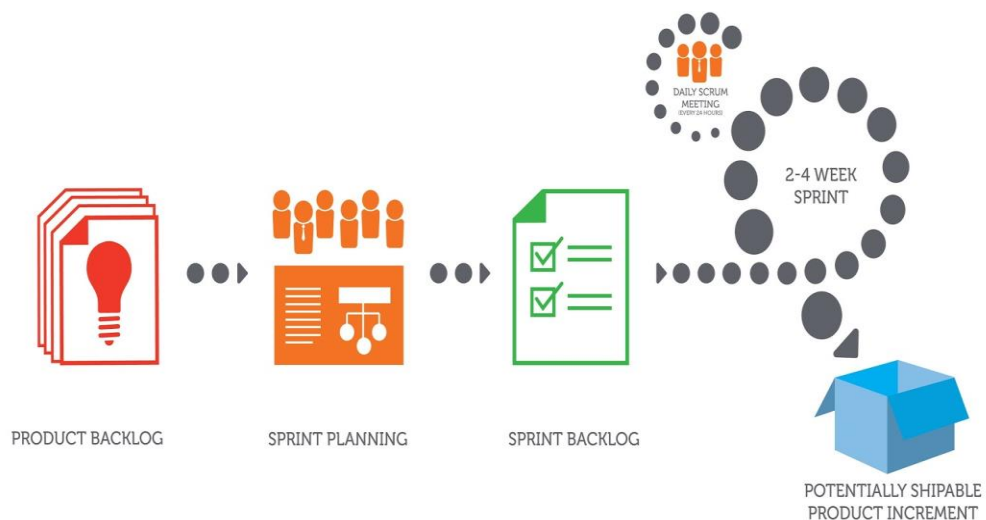 DAILY SCRUM
MEETING
(EVERY 24 HOURS)
2-4 WEEK
SPRINT
PRODUCT BACKLOG
SPRINT PLANNING
SPRINT BACKLOG
POTENTIALLY SHIPABLE
PRODUCT INCREMENT